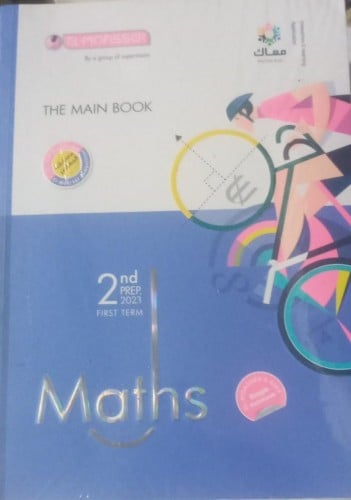 EL-MOASSER
By a group of supervisors
معاك
THE MAIN BOOK
2nd
PREP.
2023
FIRST TERM
Maths